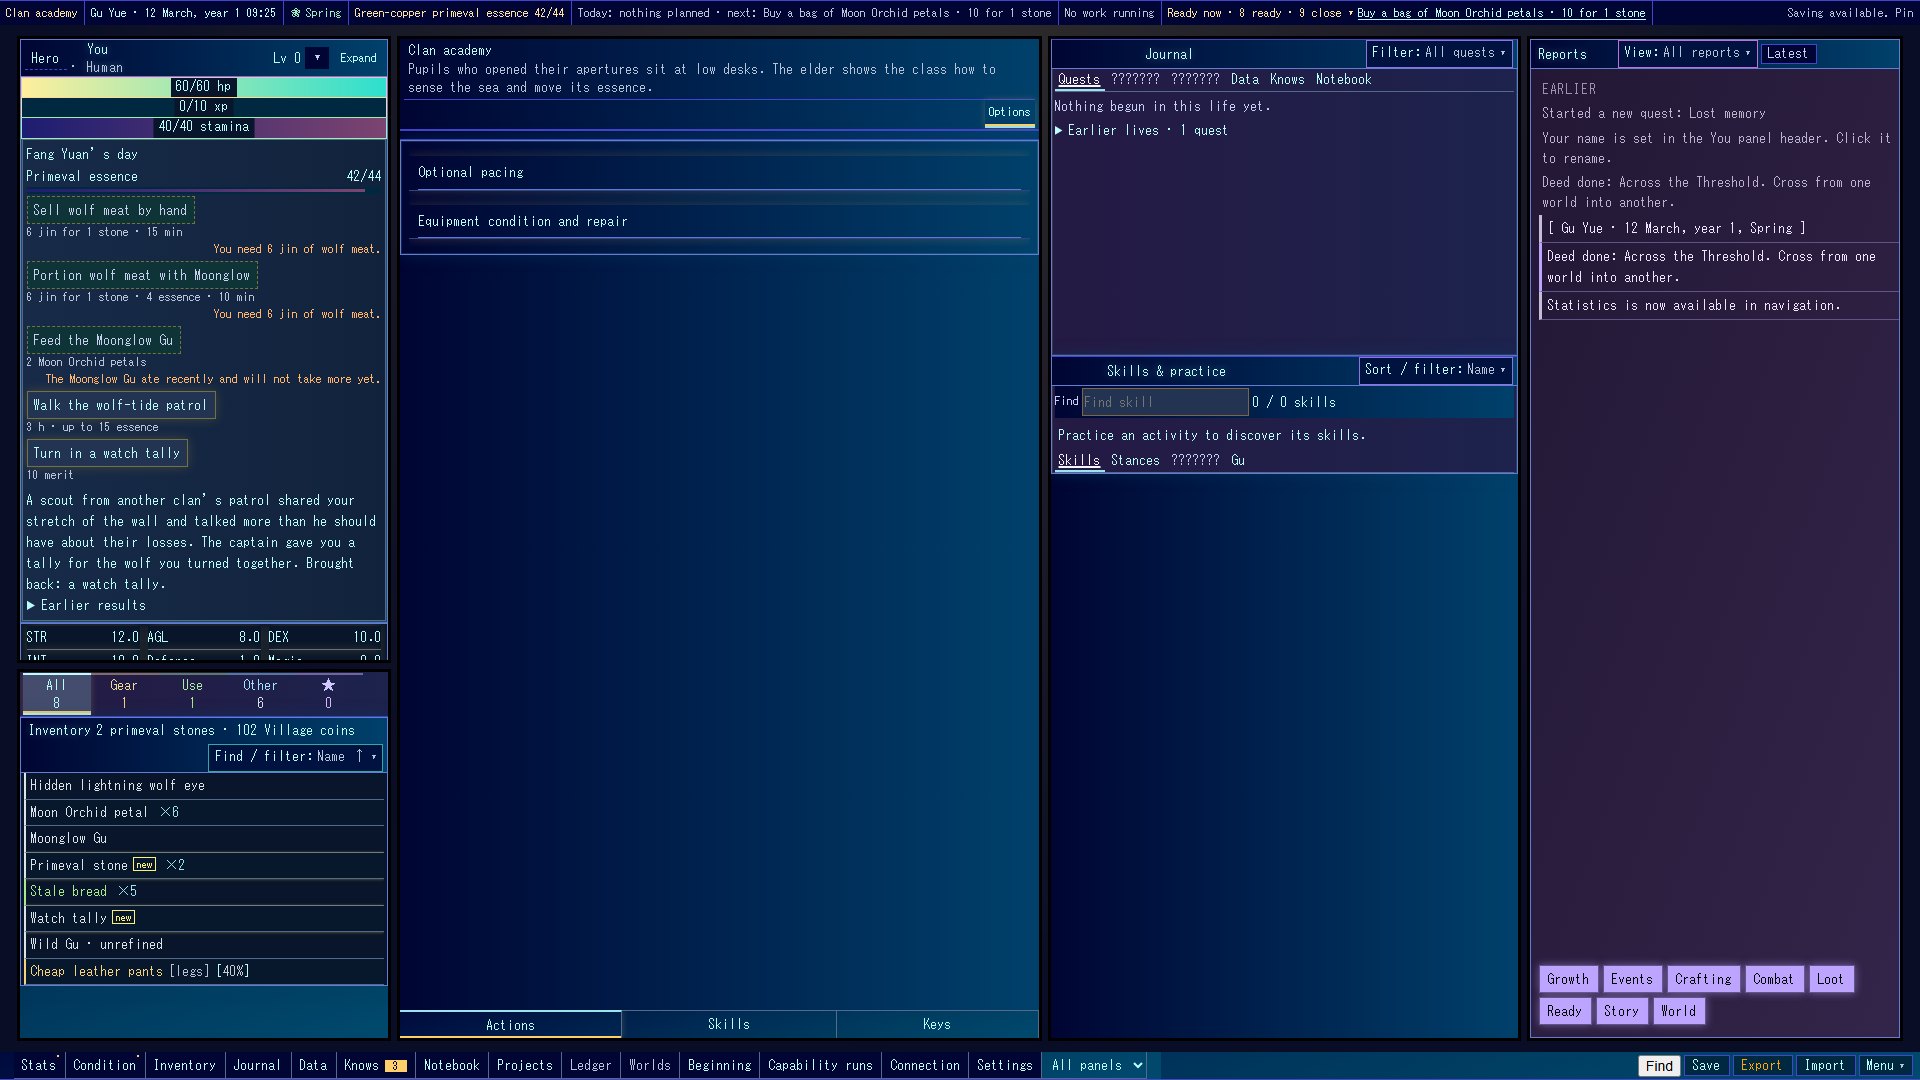 Clan academy
Gu Yue · 12 March, year 1 09:25
❀ Spring
Green-copper primeval essence 42/44
Today: nothing planned · next: Buy a bag of Moon Orchid petals · 10 for 1 stone
No work running
Ready now · 8 ready · 9 close ▾
Buy a bag of Moon Orchid petals · 10 for 1 stone
Saving available. Pin
Hero · You
Human
Lv 0 ▼ Expand
60/60 hp
0/10 xp
40/40 stamina
Fang Yuan's day
Primeval essence 42/44
Sell wolf meat by hand
6 jin for 1 stone · 15 min
You need 6 jin of wolf meat.
Portion wolf meat with Moonglow
6 jin for 1 stone · 4 essence · 10 min
You need 6 jin of wolf meat.
Feed the Moonglow Gu
2 Moon Orchid petals
The Moonglow Gu ate recently and will not take more yet.
Walk the wolf-tide patrol
3 h · up to 15 essence
Turn in a watch tally
10 merit
A scout from another clan's patrol shared your
stretch of the wall and talked more than he should
have about their losses. The captain gave you a
tally for the wolf you turned together. Brought
back: a watch tally.
▶ Earlier results
STR 12.0 AGL 8.0 DEX 10.0
All 8
Gear 1
Use 1
Other 6
★ 0
Inventory 2 primeval stones · 102 Village coins
Find / filter: Name ↑ ▾
Hidden lightning wolf eye
Moon Orchid petal ×6
Moonglow Gu
Primeval stone new ×2
Stale bread ×5
Watch tally new
Wild Gu · unrefined
Cheap leather pants [legs] [40%]
Clan academy
Pupils who opened their apertures sit at low desks. The elder shows the class how to
sense the sea and move its essence.
Options
Optional pacing
Equipment condition and repair
Actions
Skills
Keys
Journal
Filter: All quests ▾
Quests ??????? ??????? Data Knows Notebook
Nothing begun in this life yet.
▶ Earlier lives · 1 quest
Skills & practice
Sort / filter: Name ▾
Find Find skill 0 / 0 skills
Practice an activity to discover its skills.
Skills Stances ??????? Gu
Reports
View: All reports ▾
Latest
EARLIER
Started a new quest: Lost memory
Your name is set in the You panel header. Click it
to rename.
Deed done: Across the Threshold. Cross from one
world into another.
[ Gu Yue · 12 March, year 1, Spring ]
Deed done: Across the Threshold. Cross from one
world into another.
Statistics is now available in navigation.
Growth Events Crafting Combat Loot
Ready Story World
Stats Condition Inventory Journal Data Knows 3 Notebook Projects Ledger Worlds Beginning Capability runs Connection Settings All panels
Find Save Export Import Menu ▾